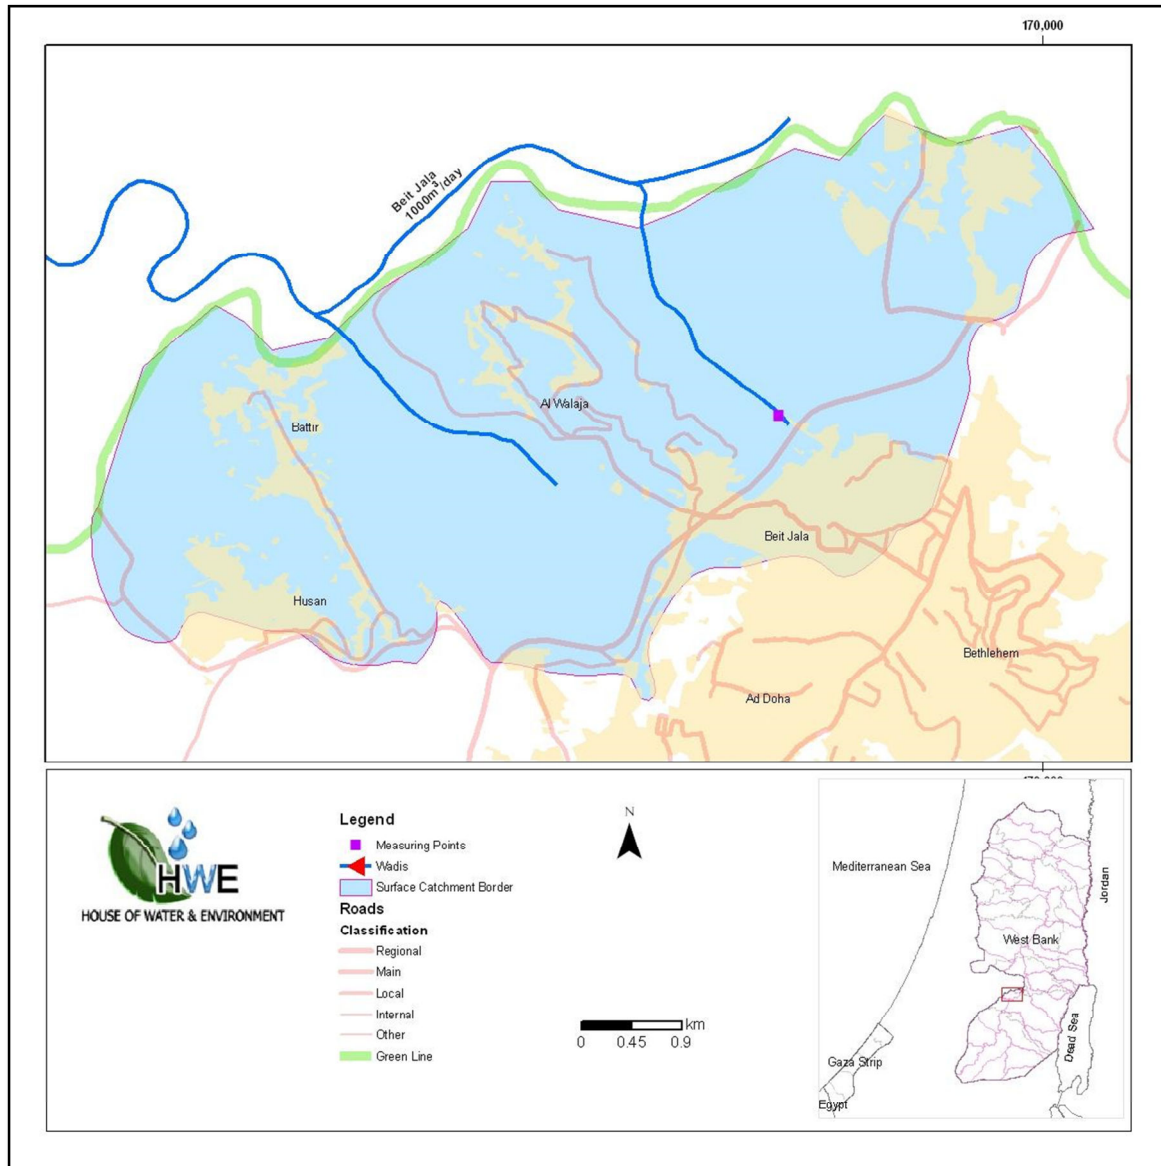 170,000
Beit Jala
1000m³/day
Al Walaja
Battir
Beit Jala
Husan
Bethlehem
Ad Doha
170,000
HWE
HOUSE OF WATER & ENVIRONMENT
Legend
Measuring Points
Wadis
Surface Catchment Border
Roads
Classification
Regional
Main
Local
Internal
Other
Green Line
N
km
0 0.45 0.9
Mediterranean Sea
Jordan
West Bank
Dead Sea
Gaza Strip
Egypt